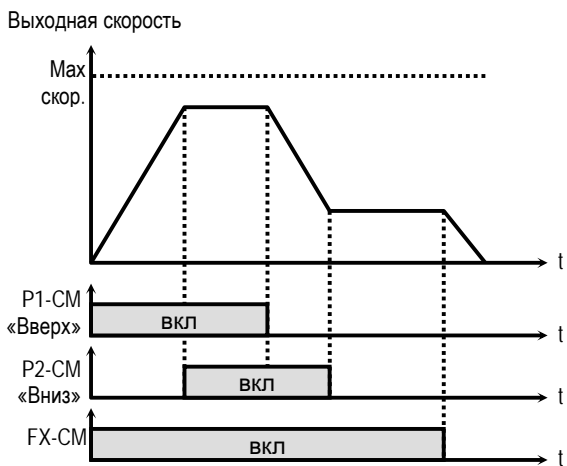 Выходная скорость
Max
скор.
t
P1-CM
«Вверх»
вкл
t
P2-CM
«Вниз»
вкл
t
FX-CM
вкл
t